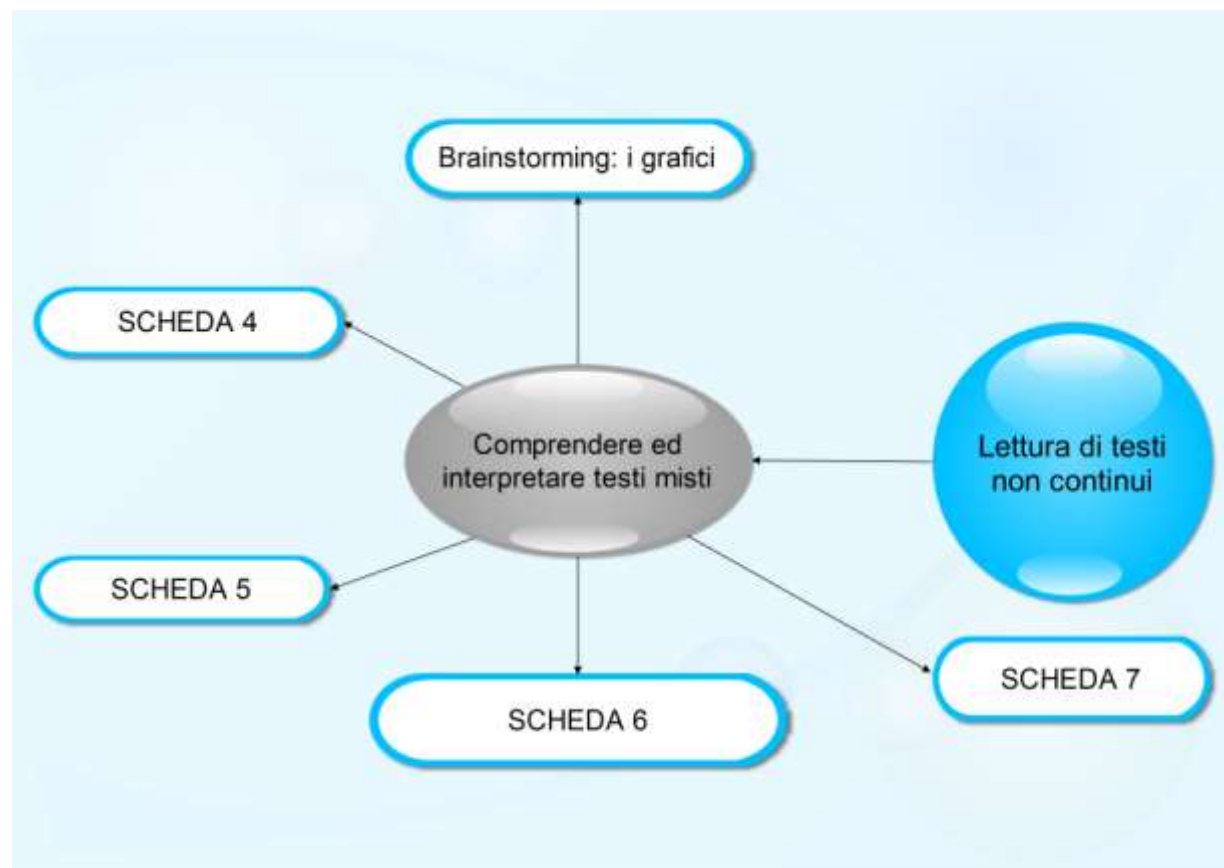 Brainstorming: i grafici
SCHEDA 4
Comprendere ed
interpretare testi misti
Lettura di testi
non continui
SCHEDA 5
SCHEDA 6
SCHEDA 7